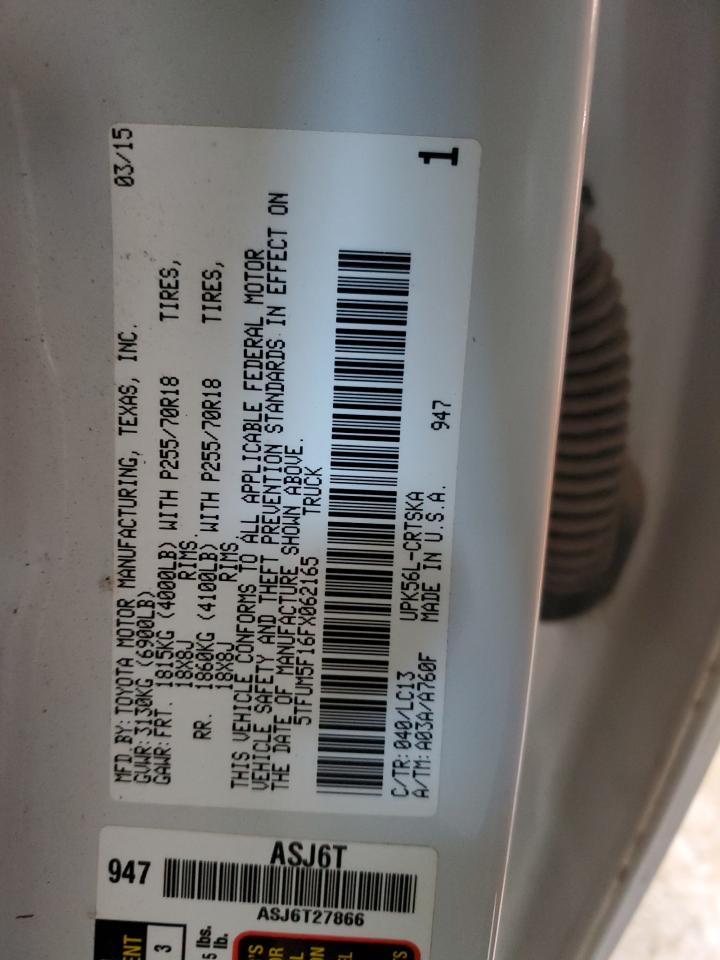 MFD BY: TOYOTA MOTOR MANUFACTURING, TEXAS, INC. 03/15
GVWR: 3130KG (6900LB)
GAWR: FRT. 1815KG (4000LB) WITH P255/70R18 TIRES,
18X8J RIMS,
RR. 1860KG (4100LB) WITH P255/70R18 TIRES,
18X8J RIMS.
THIS VEHICLE CONFORMS TO ALL APPLICABLE FEDERAL MOTOR
VEHICLE SAFETY AND THEFT PREVENTION STANDARDS IN EFFECT ON
THE DATE OF MANUFACTURE SHOWN ABOVE.
5TFUM5F16FX062165 TRUCK
C/TR: 040/LC13 UPK56L-CRTSKA 947
A/TM: A03A/A760F MADE IN U.S.A.
1
ASJ6T
947
ASJ6T27866
3
lbs.
lb.